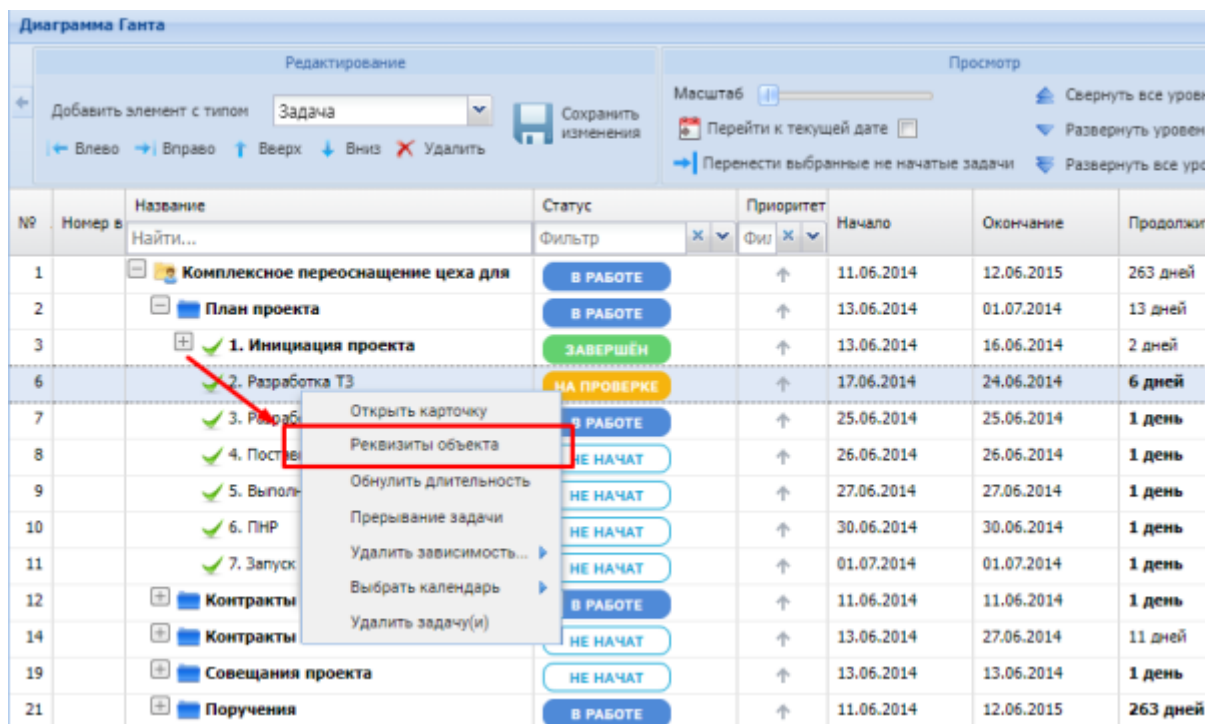 Диаграмма Ганта
Редактирование
Просмотр
Добавить элемент с типом Задача
Сохранить изменения
Влево Вправо Вверх Вниз Удалить
Масштаб
Свернуть все
Перейти к текущей дате
Развернуть
Перенести выбранные не начатые задачи
Развернуть все
№ Номер в Название Статус Приоритет Начало Окончание
Найти... Фильтр
1 Комплексное переоснащение цеха для В РАБОТЕ 11.06.2014 12.06.2015 263 дней
2 План проекта В РАБОТЕ 13.06.2014 01.07.2014 13 дней
3 1. Инициация проекта ЗАВЕРШЁН 13.06.2014 16.06.2014 2 дней
6 2. Разработка ТЗ НА ПРОВЕРКЕ 17.06.2014 24.06.2014 6 дней
7 3. В РАБОТЕ 25.06.2014 25.06.2014 1 день
8 4. НЕ НАЧАТ 26.06.2014 26.06.2014 1 день
9 5. НЕ НАЧАТ 27.06.2014 27.06.2014 1 день
10 6. ПНР НЕ НАЧАТ 30.06.2014 30.06.2014 1 день
11 7. Запуск НЕ НАЧАТ 01.07.2014 01.07.2014 1 день
12 Контракты В РАБОТЕ 11.06.2014 11.06.2014 1 день
14 Контракты НЕ НАЧАТ 13.06.2014 27.06.2014 11 дней
19 Совещания проекта НЕ НАЧАТ 13.06.2014 13.06.2014 1 день
21 Поручения В РАБОТЕ 11.06.2014 12.06.2015 263 дней
Открыть карточку
Реквизиты объекта
Обнулить длительность
Прерывание задачи
Удалить зависимость...
Выбрать календарь
Удалить задачу(и)